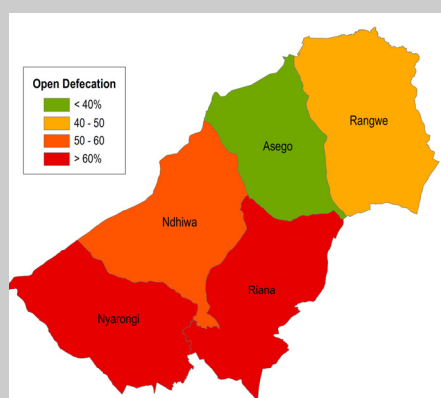 Open Defecation
< 40%
40 - 50
50 - 60
> 60%
Rangwe
Asego
Ndhiwa
Riana
Nyarongi